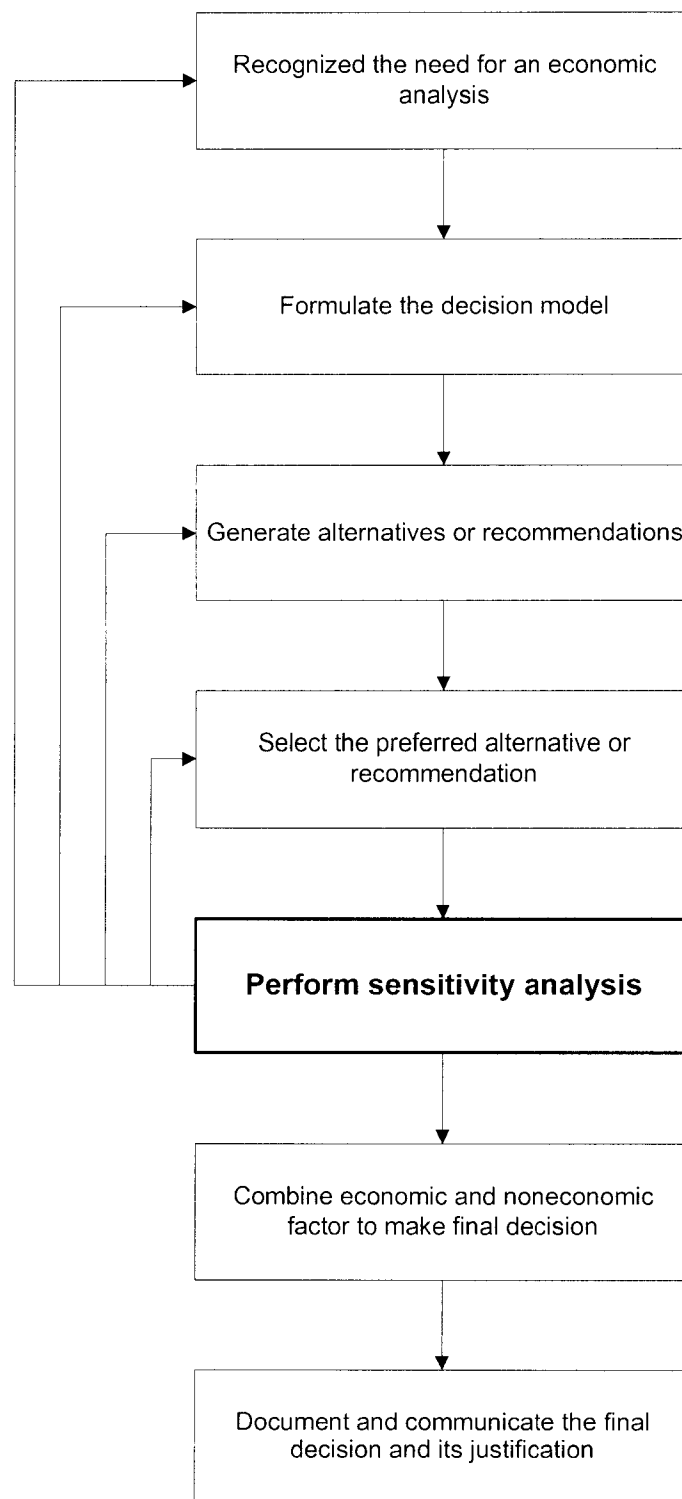 Recognized the need for an economic
analysis
Formulate the decision model
Generate alternatives or recommendations
Select the preferred alternative or
recommendation
Perform sensitivity analysis
Combine economic and noneconomic
factor to make final decision
Document and communicate the final
decision and its justification